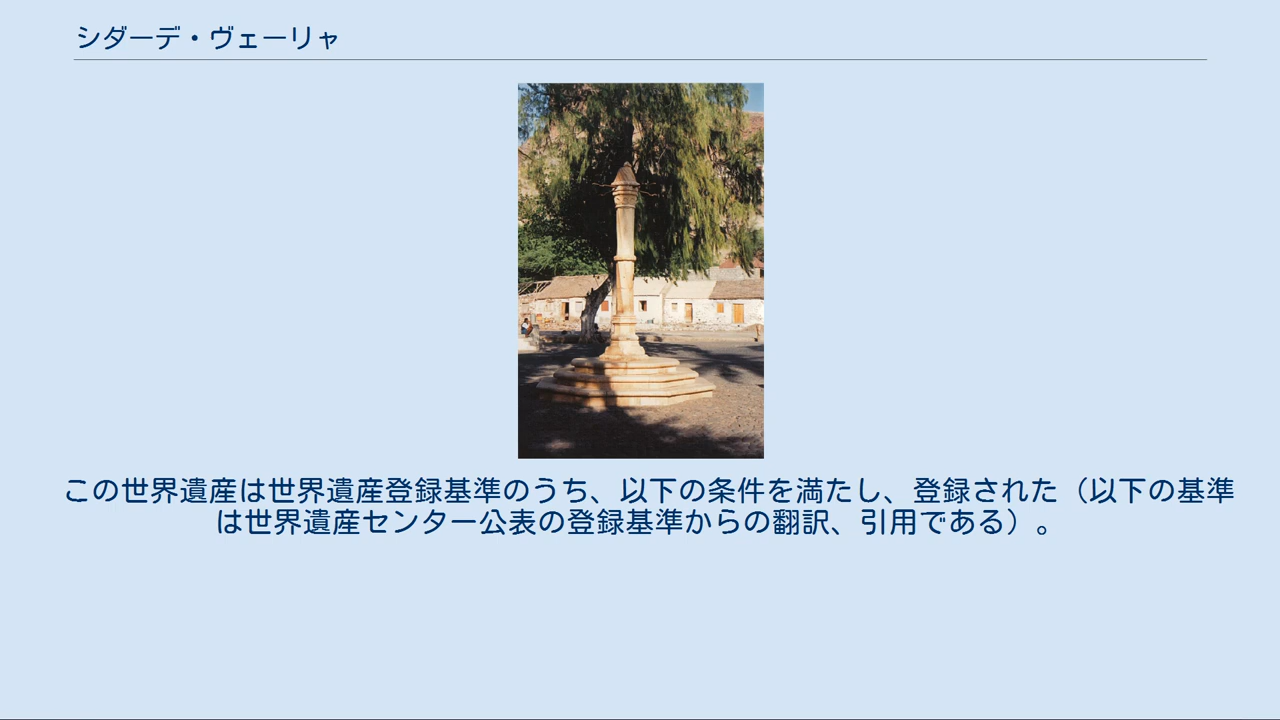 シダーデ・ヴェーリャ
この世界遺産は世界遺産登録基準のうち、以下の条件を満たし、登録された（以下の基準
は世界遺産センター公表の登録基準からの翻訳、引用である）。